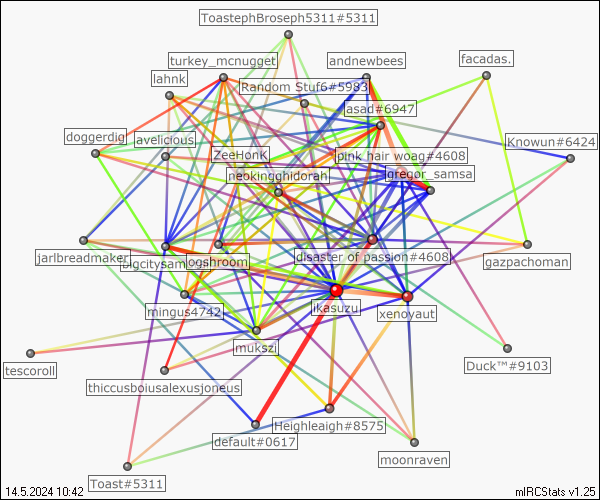 ToastephBroseph5311#5311
turkey_mcnugget
andnewbees
facadas.
lahnk
Random Stuf6#5983
asad#6947
doggerdig
avelicious
Knowun#6424
ZeeHonK
pink hair woag#4608
neokingghidorah
gregor_samsa
jarlbreadmaker
bigcitysam
ogshroom
disaster of passion#4608
gazpachoman
mingus4742
ikasuzu
xenoyaut
mukszi
tescoroll
Duck™#9103
thiccusbousalexusjoneus
Heighleigh#8575
default#0617
moonraven
Toast#5311
14.5.2024 10:42
mIRCStats v1.25